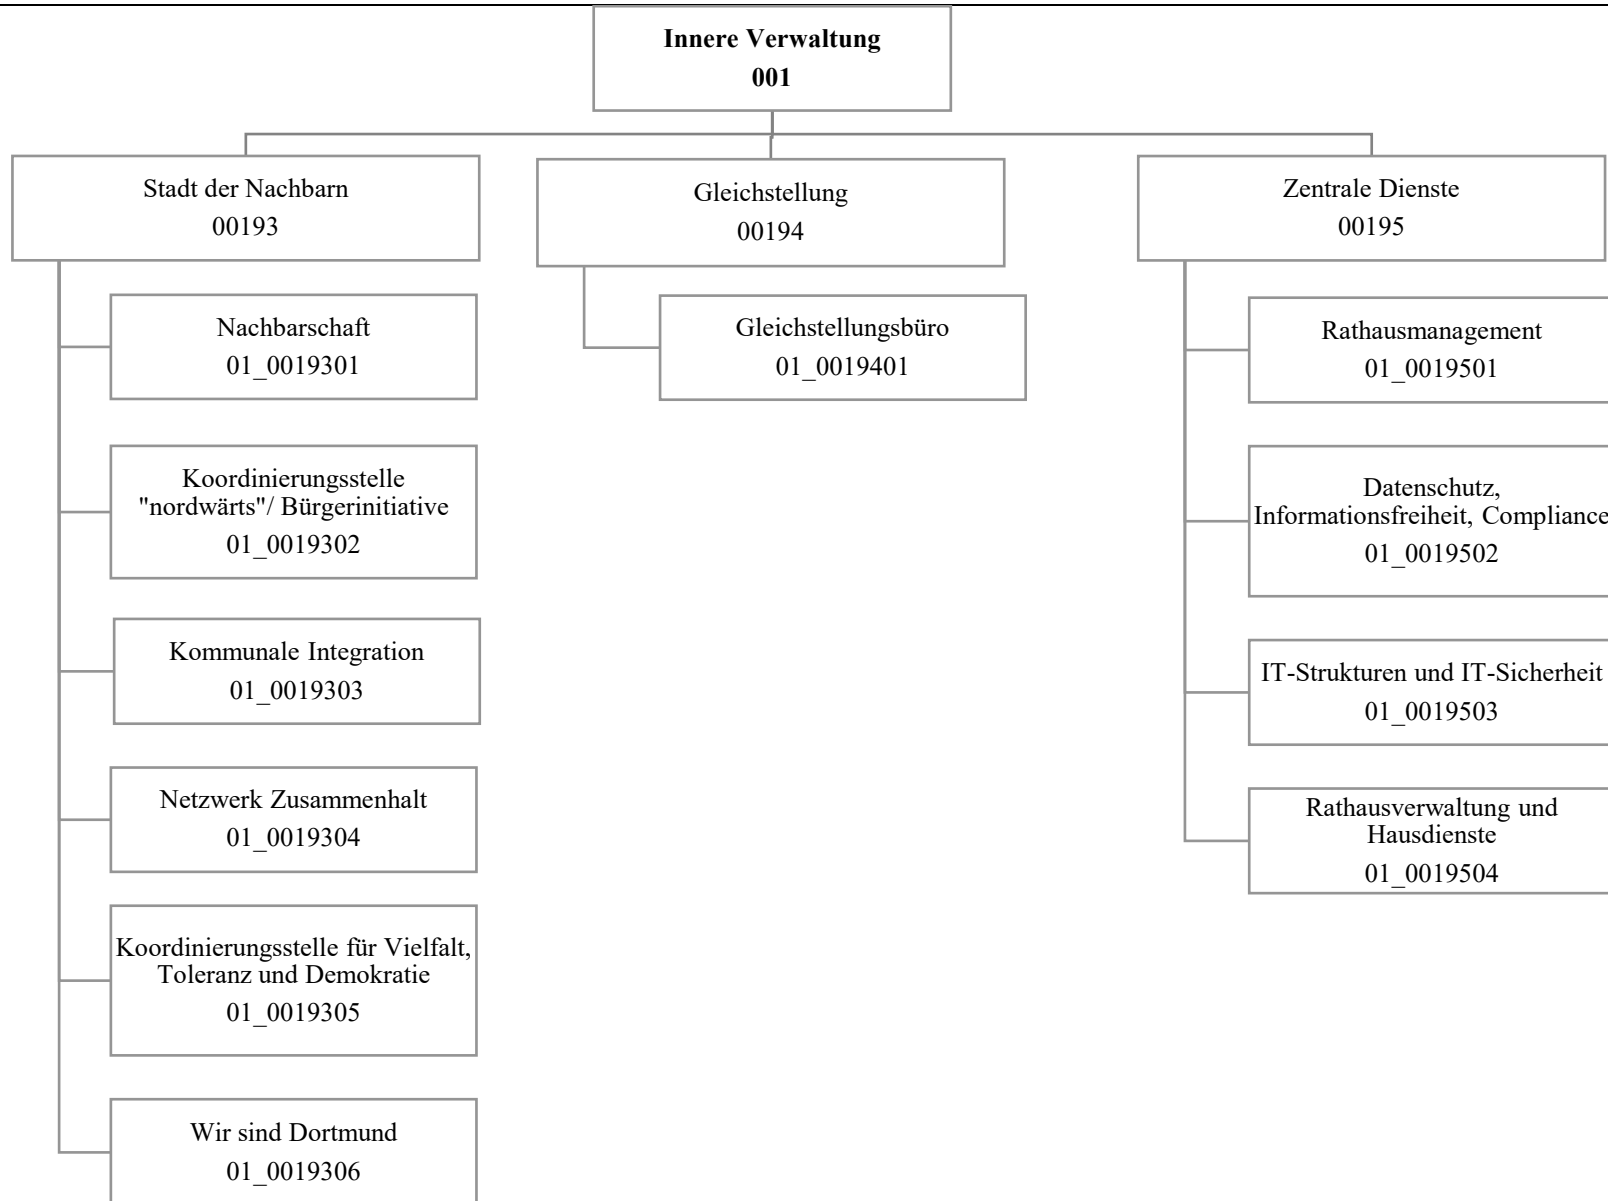 Innere Verwaltung
001
Stadt der Nachbarn
00193
Nachbarschaft
01_0019301
Koordinierungsstelle
"nordwärts"/ Bürgerinitiative
01_0019302
Kommunale Integration
01_0019303
Netzwerk Zusammenhalt
01_0019304
Koordinierungsstelle für Vielfalt,
Toleranz und Demokratie
01_0019305
Wir sind Dortmund
01_0019306
Gleichstellung
00194
Gleichstellungsbüro
01_0019401
Zentrale Dienste
00195
Rathausmanagement
01_0019501
Datenschutz,
Informationsfreiheit, Compliance
01_0019502
IT-Strukturen und IT-Sicherheit
01_0019503
Rathausverwaltung und
Hausdienste
01_0019504